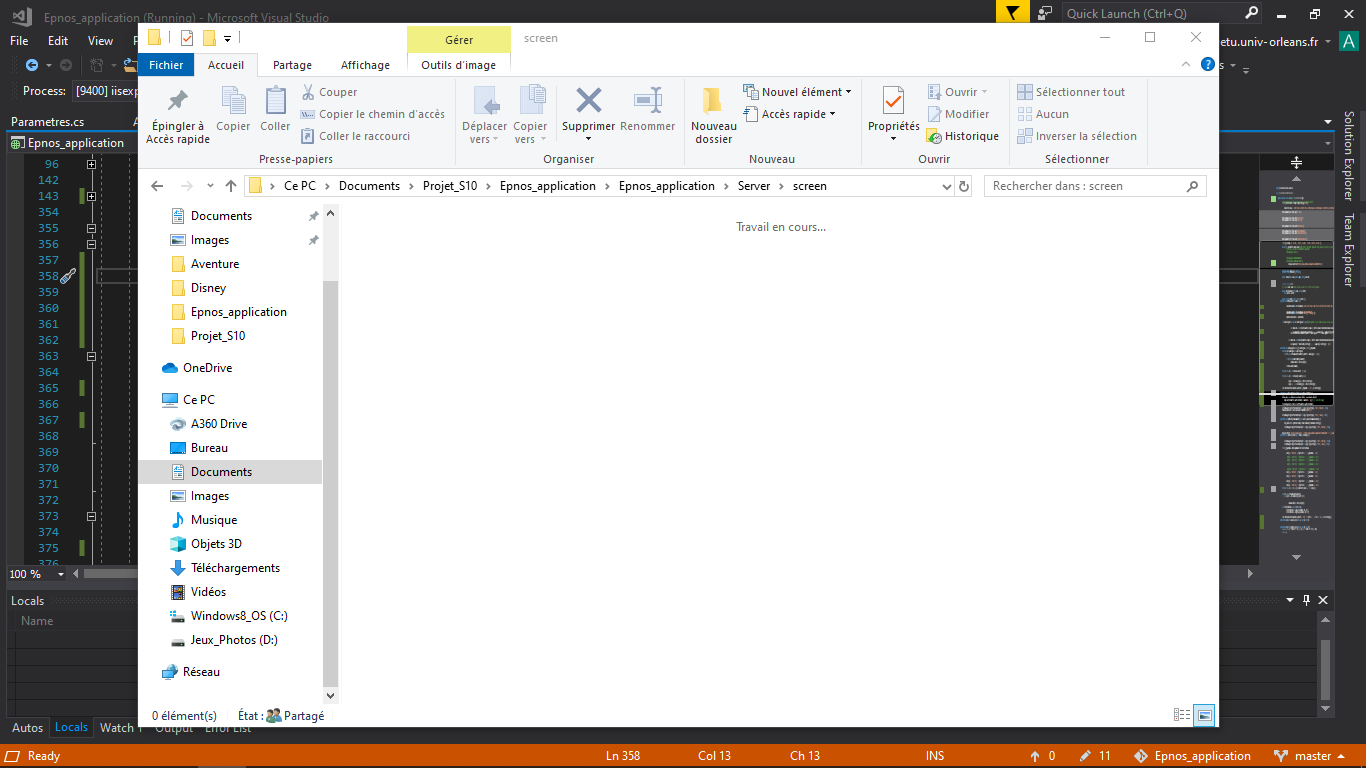 Epnos_application (Running) - Microsoft Visual Studio
Quick Launch (Ctrl+Q)
File Edit View
etu.univ- orleans.fr
A
Process: [9400] iisexp
Parametres.cs
Epnos_application
Gérer
screen
Fichier Accueil Partage Affichage Outils d'image
Épingler à Accès rapide
Copier
Coller
Couper
Copier le chemin d'accès
Coller le raccourci
Presse-papiers
Déplacer vers
Copier vers
Supprimer
Renommer
Organiser
Nouveau dossier
Nouvel élément
Accès rapide
Nouveau
Propriétés
Ouvrir
Modifier
Historique
Ouvrir
Sélectionner tout
Aucun
Inverser la sélection
Sélectionner
Ce PC Documents Projet_S10 Epnos_application Epnos_application Server screen
Rechercher dans : screen
Travail en cours...
Documents
Images
Aventure
Disney
Epnos_application
Projet_S10
OneDrive
Ce PC
A360 Drive
Bureau
Documents
Images
Musique
Objets 3D
Téléchargements
Vidéos
Windows8_OS (C:)
Jeux_Photos (D:)
Réseau
0 élément(s) État : Partagé
96
142
143
354
355
356
357
358
359
360
361
362
363
364
365
366
367
368
369
370
371
372
373
374
375
376
100 %
Locals
Name
Autos Locals Watch 1 Output Error List
Solution Explorer
Team Explorer
Ready Ln 358 Col 13 Ch 13 INS 0 11 Epnos_application master